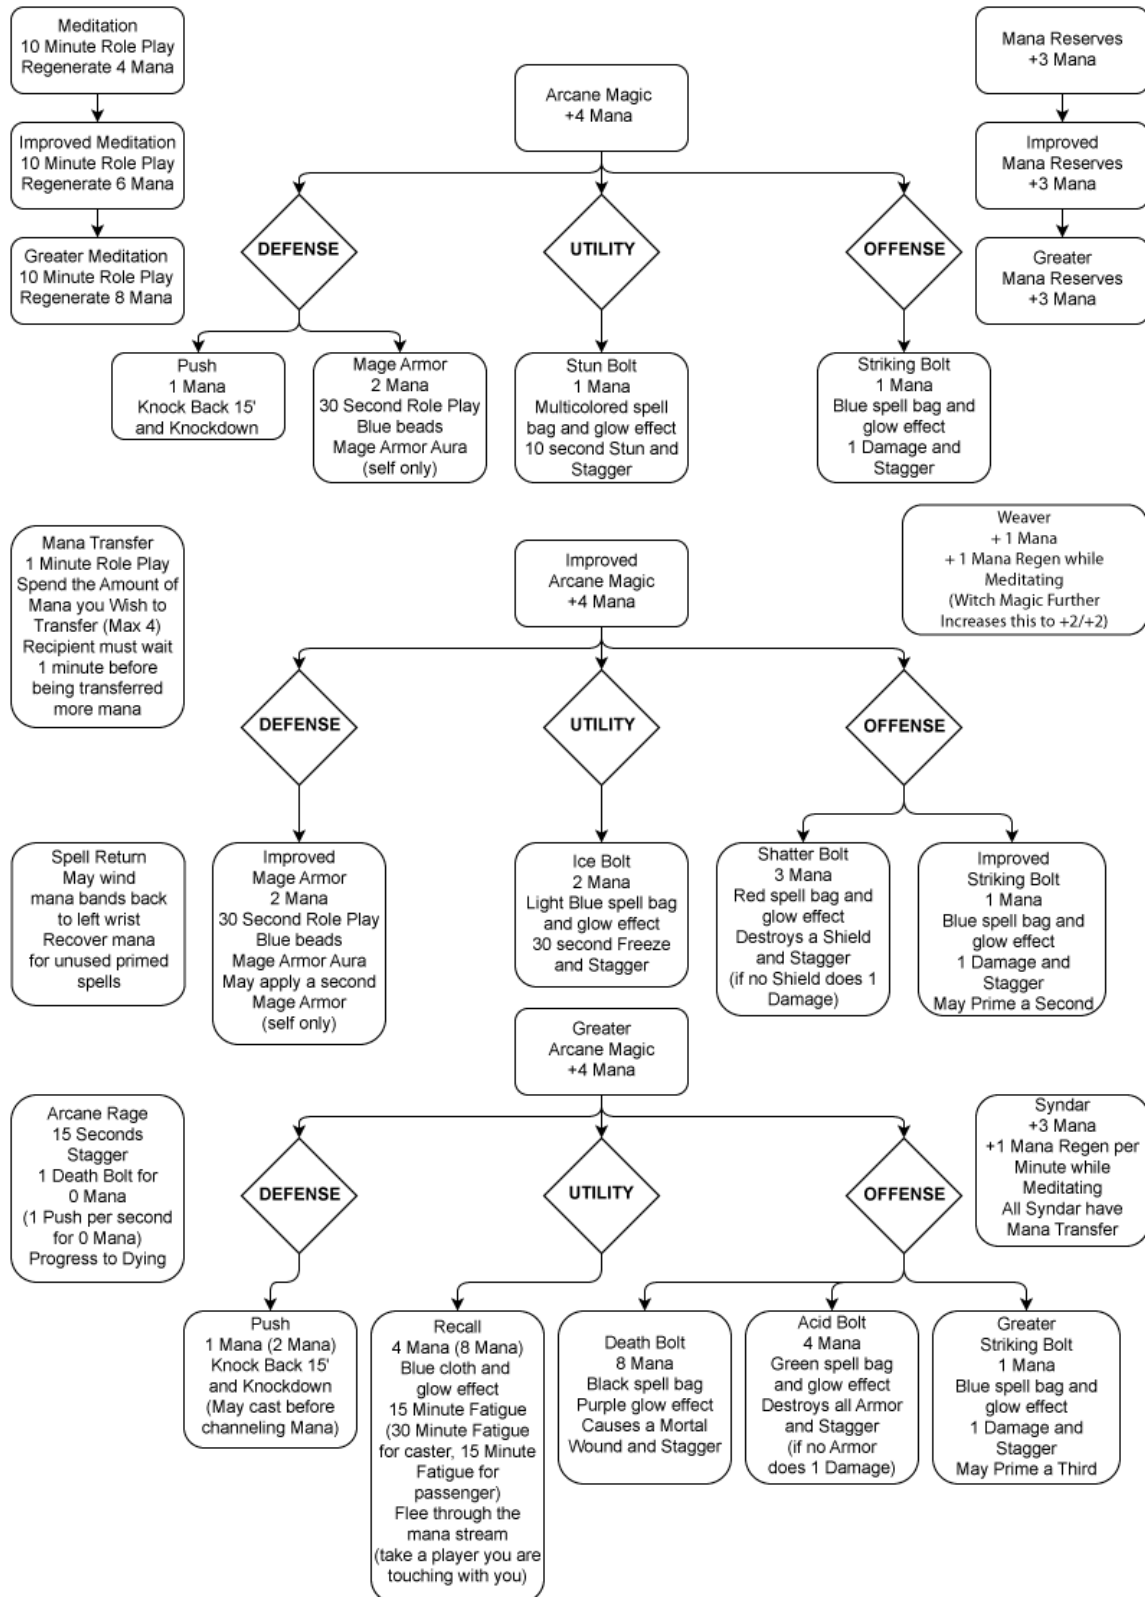 Meditation
10 Minute Role Play
Regenerate 4 Mana
Arcane Magic
+4 Mana
Mana Reserves
+3 Mana
Improved Meditation
10 Minute Role Play
Regenerate 6 Mana
Improved
Mana Reserves
+3 Mana
Greater Meditation
10 Minute Role Play
Regenerate 8 Mana
DEFENSE
UTILITY
OFFENSE
Greater
Mana Reserves
+3 Mana
Push
1 Mana
Knock Back 15'
and Knockdown
Mage Armor
2 Mana
30 Second Role Play
Blue beads
Mage Armor Aura
(self only)
Stun Bolt
1 Mana
Multicolored spell
bag and glow effect
10 second Stun and
Stagger
Striking Bolt
1 Mana
Blue spell bag and
glow effect
1 Damage and
Stagger
Mana Transfer
1 Minute Role Play
Spend the Amount of
Mana you Wish to
Transfer (Max 4)
Recipient must wait
1 minute before
being transferred
more mana
Improved
Arcane Magic
+4 Mana
Weaver
+ 1 Mana
+ 1 Mana Regen while
Meditating
(Witch Magic Further
Increases this to +2/+2)
DEFENSE
UTILITY
OFFENSE
Spell Return
May wind
mana bands back
to left wrist
Recover mana
for unused primed
spells
Improved
Mage Armor
2 Mana
30 Second Role Play
Blue beads
Mage Armor Aura
May apply a second
Mage Armor
(self only)
Ice Bolt
2 Mana
Light Blue spell bag
and glow effect
30 second Freeze
and Stagger
Shatter Bolt
3 Mana
Red spell bag and
glow effect
Destroys a Shield
and Stagger
(if no Shield does 1
Damage)
Improved
Striking Bolt
1 Mana
Blue spell bag and
glow effect
1 Damage and
Stagger
May Prime a Second
Greater
Arcane Magic
+4 Mana
Arcane Rage
15 Seconds
Stagger
1 Death Bolt for
0 Mana
(1 Push per second
for 0 Mana)
Progress to Dying
DEFENSE
UTILITY
OFFENSE
Syndar
+3 Mana
+1 Mana Regen per
Minute while
Meditating
All Syndar have
Mana Transfer
Push
1 Mana (2 Mana)
Knock Back 15'
and Knockdown
(May cast before
channeling Mana)
Recall
4 Mana (8 Mana)
Blue cloth and
glow effect
15 Minute Fatigue
(30 Minute Fatigue
for caster, 15 Minute
Fatigue for
passenger)
Flee through the
mana stream
(take a player you are
touching with you)
Death Bolt
8 Mana
Black spell bag
Purple glow effect
Causes a Mortal
Wound and Stagger
Acid Bolt
4 Mana
Green spell bag
and glow effect
Destroys all Armor
and Stagger
(if no Armor
does 1 Damage)
Greater
Striking Bolt
1 Mana
Blue spell bag and
glow effect
1 Damage and
Stagger
May Prime a Third